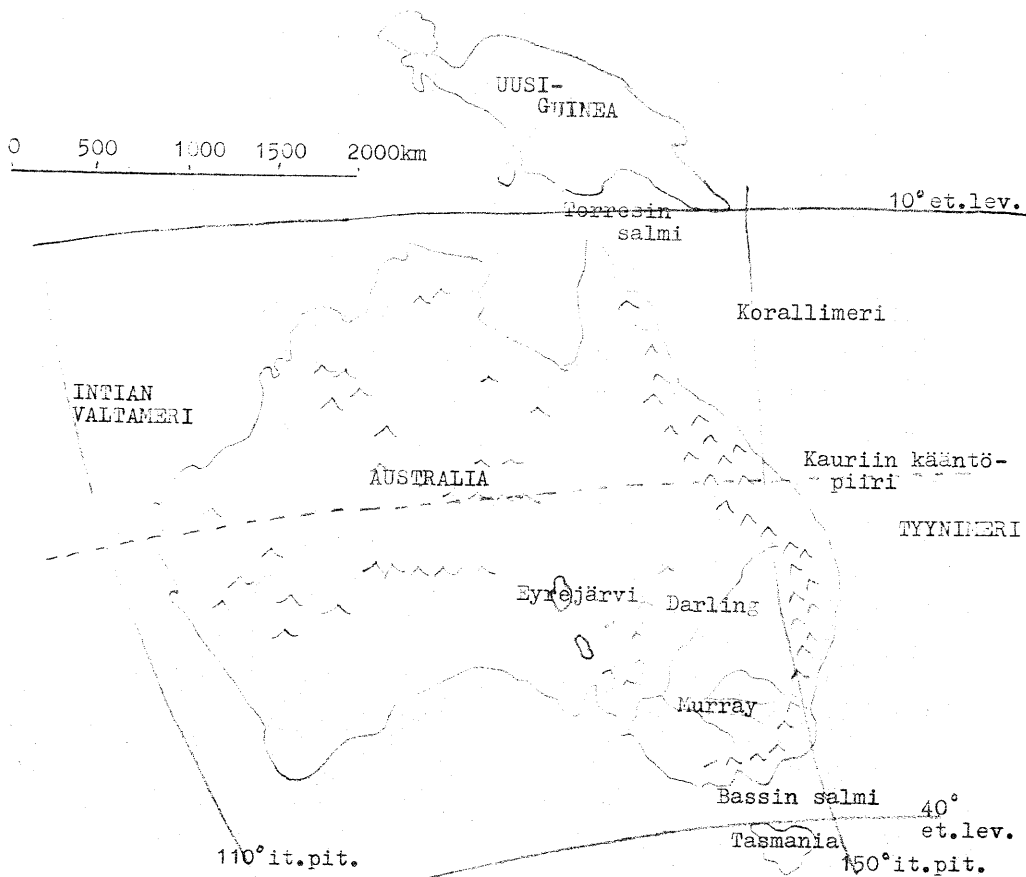 UUSI-
GUINEA
0 500 1000 1500 2000km
10° et.lev.
Torresin
salmi
Korallimeri
INTIAN
VALTAMERI
Kauriin kääntö-
piiri
AUSTRALIA
TYYNIMERI
Eyrejärvi
Darling
Murray
Bassin salmi
40°
et.lev.
Tasmania
110° it.pit.
150° it.pit.